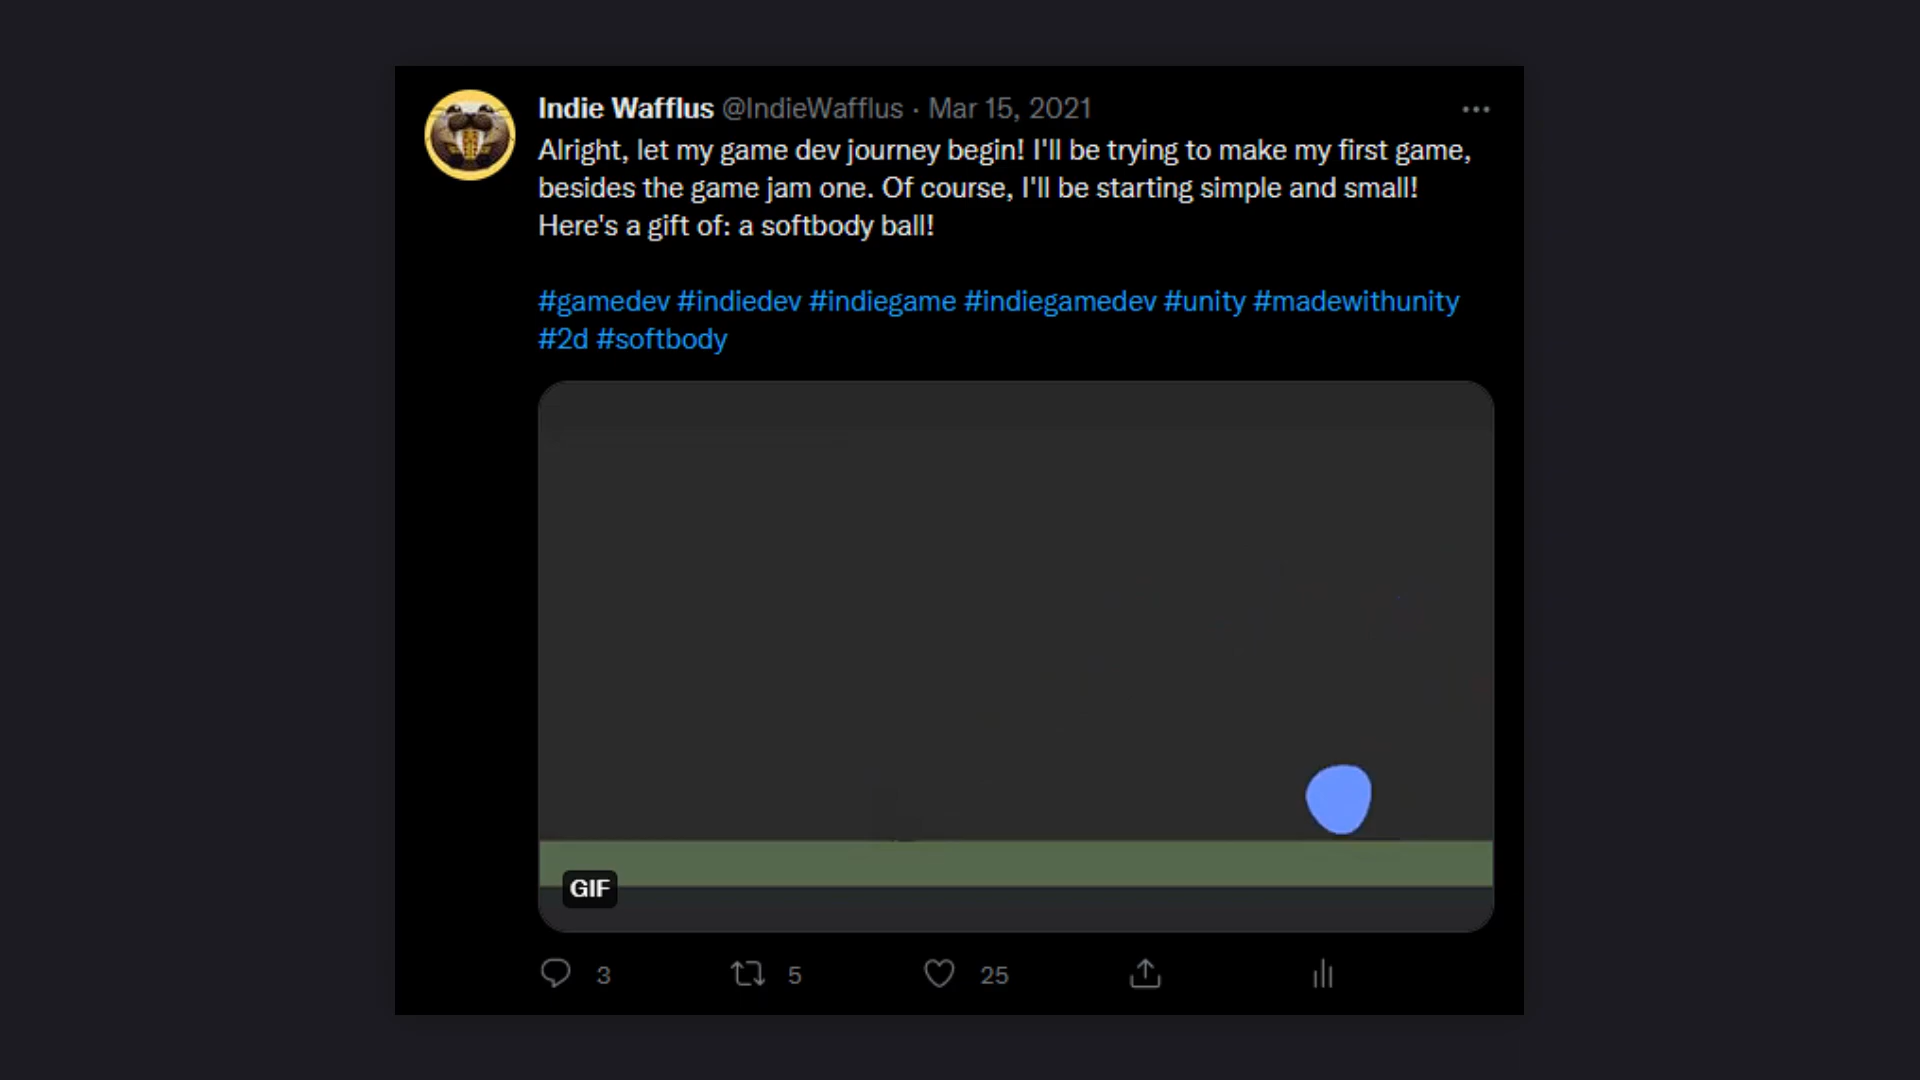 Indie Wafflus @IndieWafflus · Mar 15, 2021
Alright, let my game dev journey begin! I'll be trying to make my first game,
besides the game jam one. Of course, I'll be starting simple and small!
Here's a gift of: a softbody ball!
#gamedev #indiedev #indiegame #indiegamedev #unity #madewithunity
#2d #softbody
GIF
3 5 25